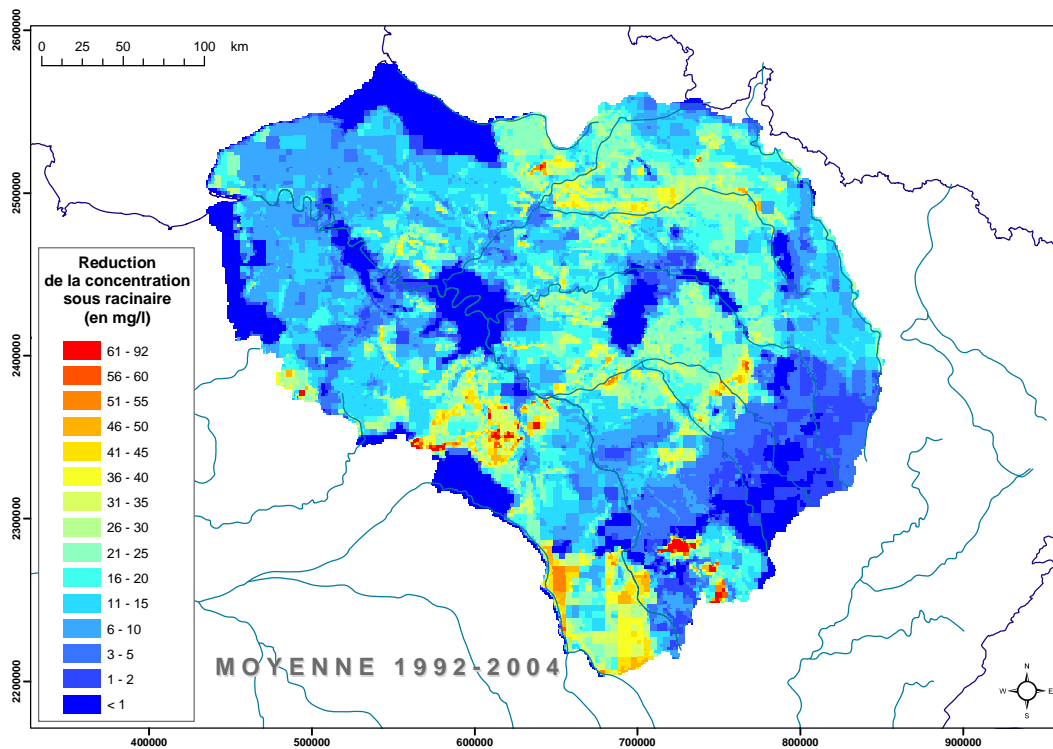 2600000
2500000
2400000
2300000
2200000
0 25 50 100 km
Reduction
de la concentration
sous racinaire
(en mg/l)
61 - 92
56 - 60
51 - 55
46 - 50
41 - 45
36 - 40
31 - 35
26 - 30
21 - 25
16 - 20
11 - 15
6 - 10
3 - 5
1 - 2
< 1
MOYENNE 1992-2004
N
W E
S
400000 500000 600000 700000 800000 900000